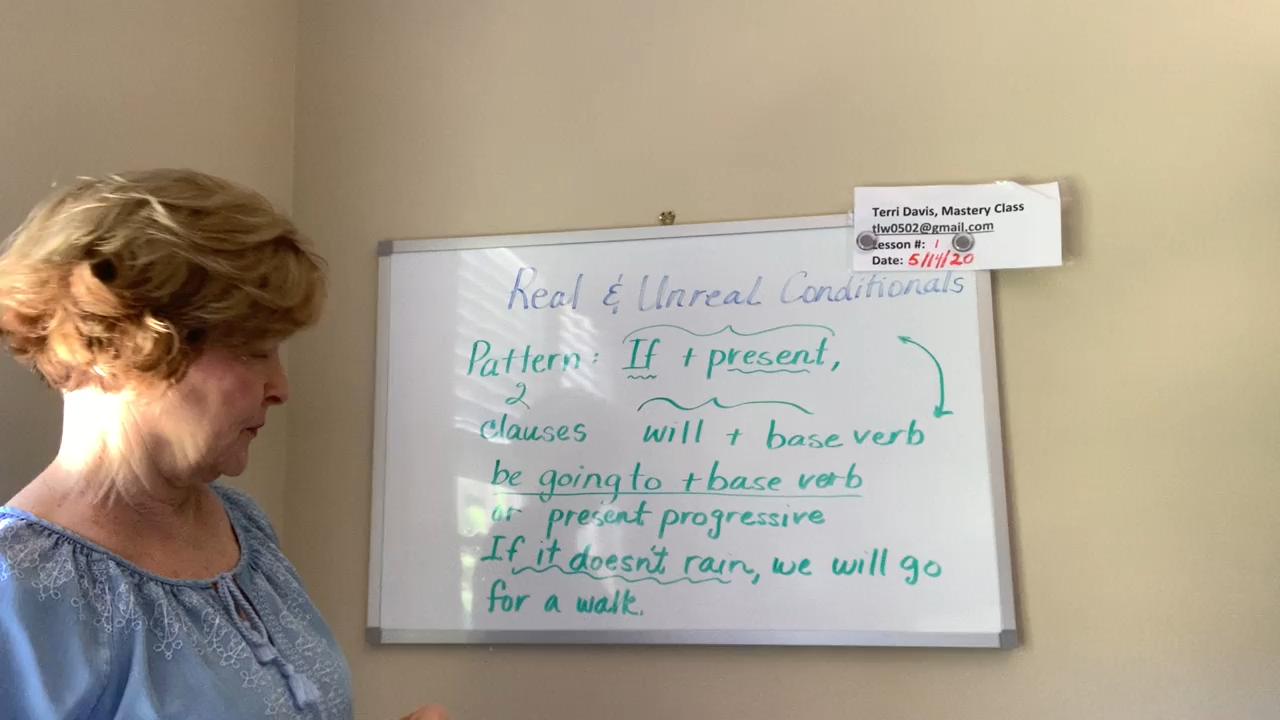 Terri Davis, Mastery Class
tlw0502@gmail.com
Lesson #: 1
Date: 5/14/20
Real & Unreal Conditionals
Pattern: If + present,
2
clauses will + base verb
be going to + base verb
or present progressive
If it doesn't rain, we will go
for a walk.